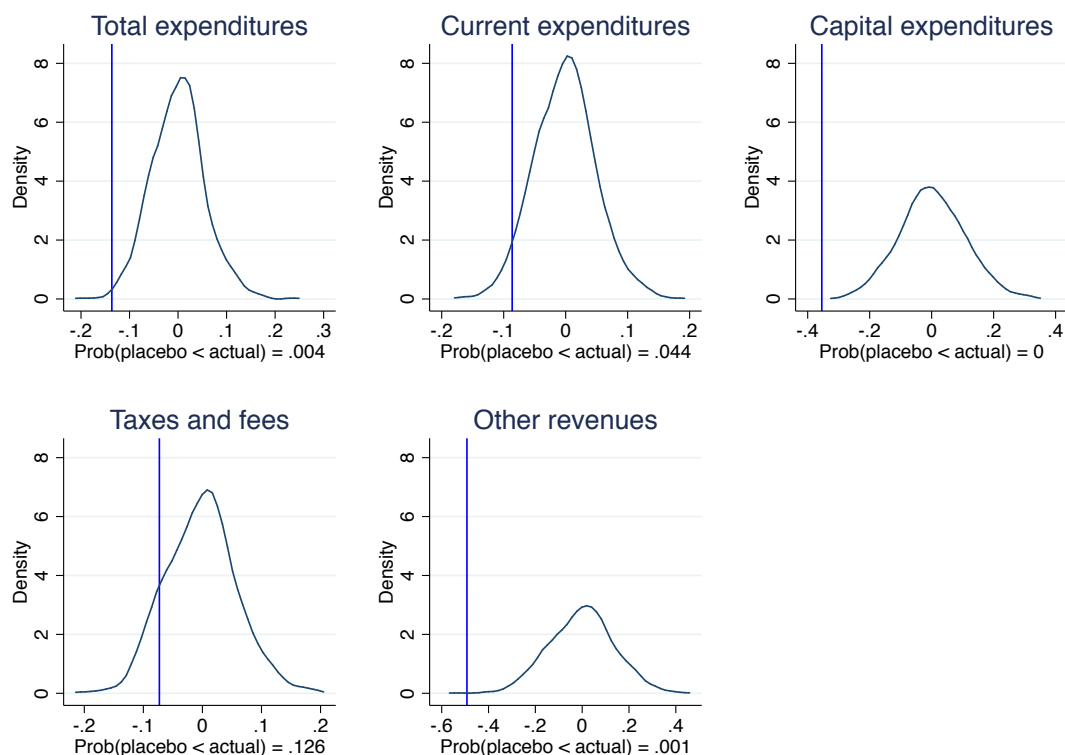 Total expenditures
Density
8
6
4
2
0
-.2 -.1 0 .1 .2 .3
Prob(placebo < actual) = .004
Current expenditures
Density
8
6
4
2
0
-.2 -.1 0 .1 .2
Prob(placebo < actual) = .044
Capital expenditures
Density
8
6
4
2
0
-.4 -.2 0 .2 .4
Prob(placebo < actual) = 0
Taxes and fees
Density
8
6
4
2
0
-.2 -.1 0 .1 .2
Prob(placebo < actual) = .126
Other revenues
Density
8
6
4
2
0
-.6 -.4 -.2 0 .2 .4
Prob(placebo < actual) = .001